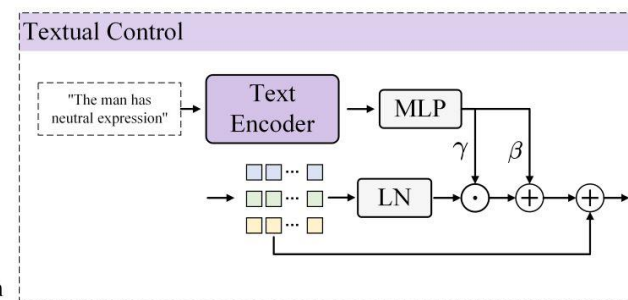 Textual Control
"The man has
neutral expression"
Text
Encoder
MLP
γ
β
LN